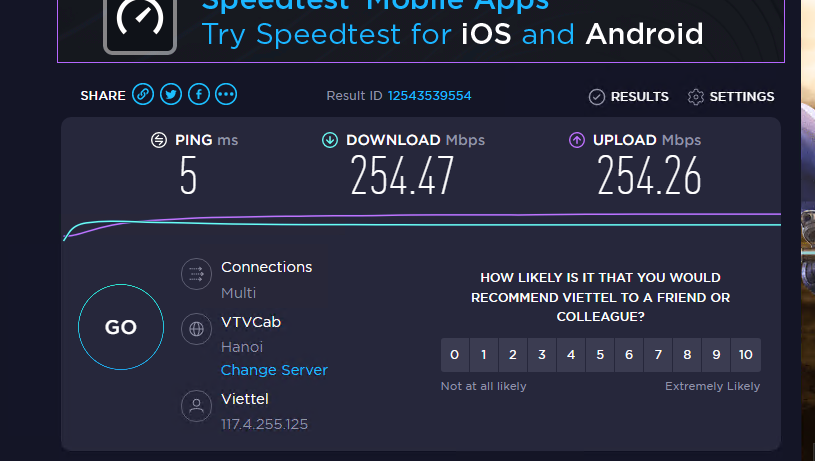 Speedtest® Mobile Apps
Try Speedtest for iOS and Android
SHARE
Result ID 12543539554
RESULTS
SETTINGS
PING ms
5
DOWNLOAD Mbps
254.47
UPLOAD Mbps
254.26
GO
Connections
Multi
VTVCab
Hanoi
Change Server
Viettel
117.4.255.125
HOW LIKELY IS IT THAT YOU WOULD
RECOMMEND VIETTEL TO A FRIEND OR
COLLEAGUE?
0 1 2 3 4 5 6 7 8 9 10
Not at all likely
Extremely Likely